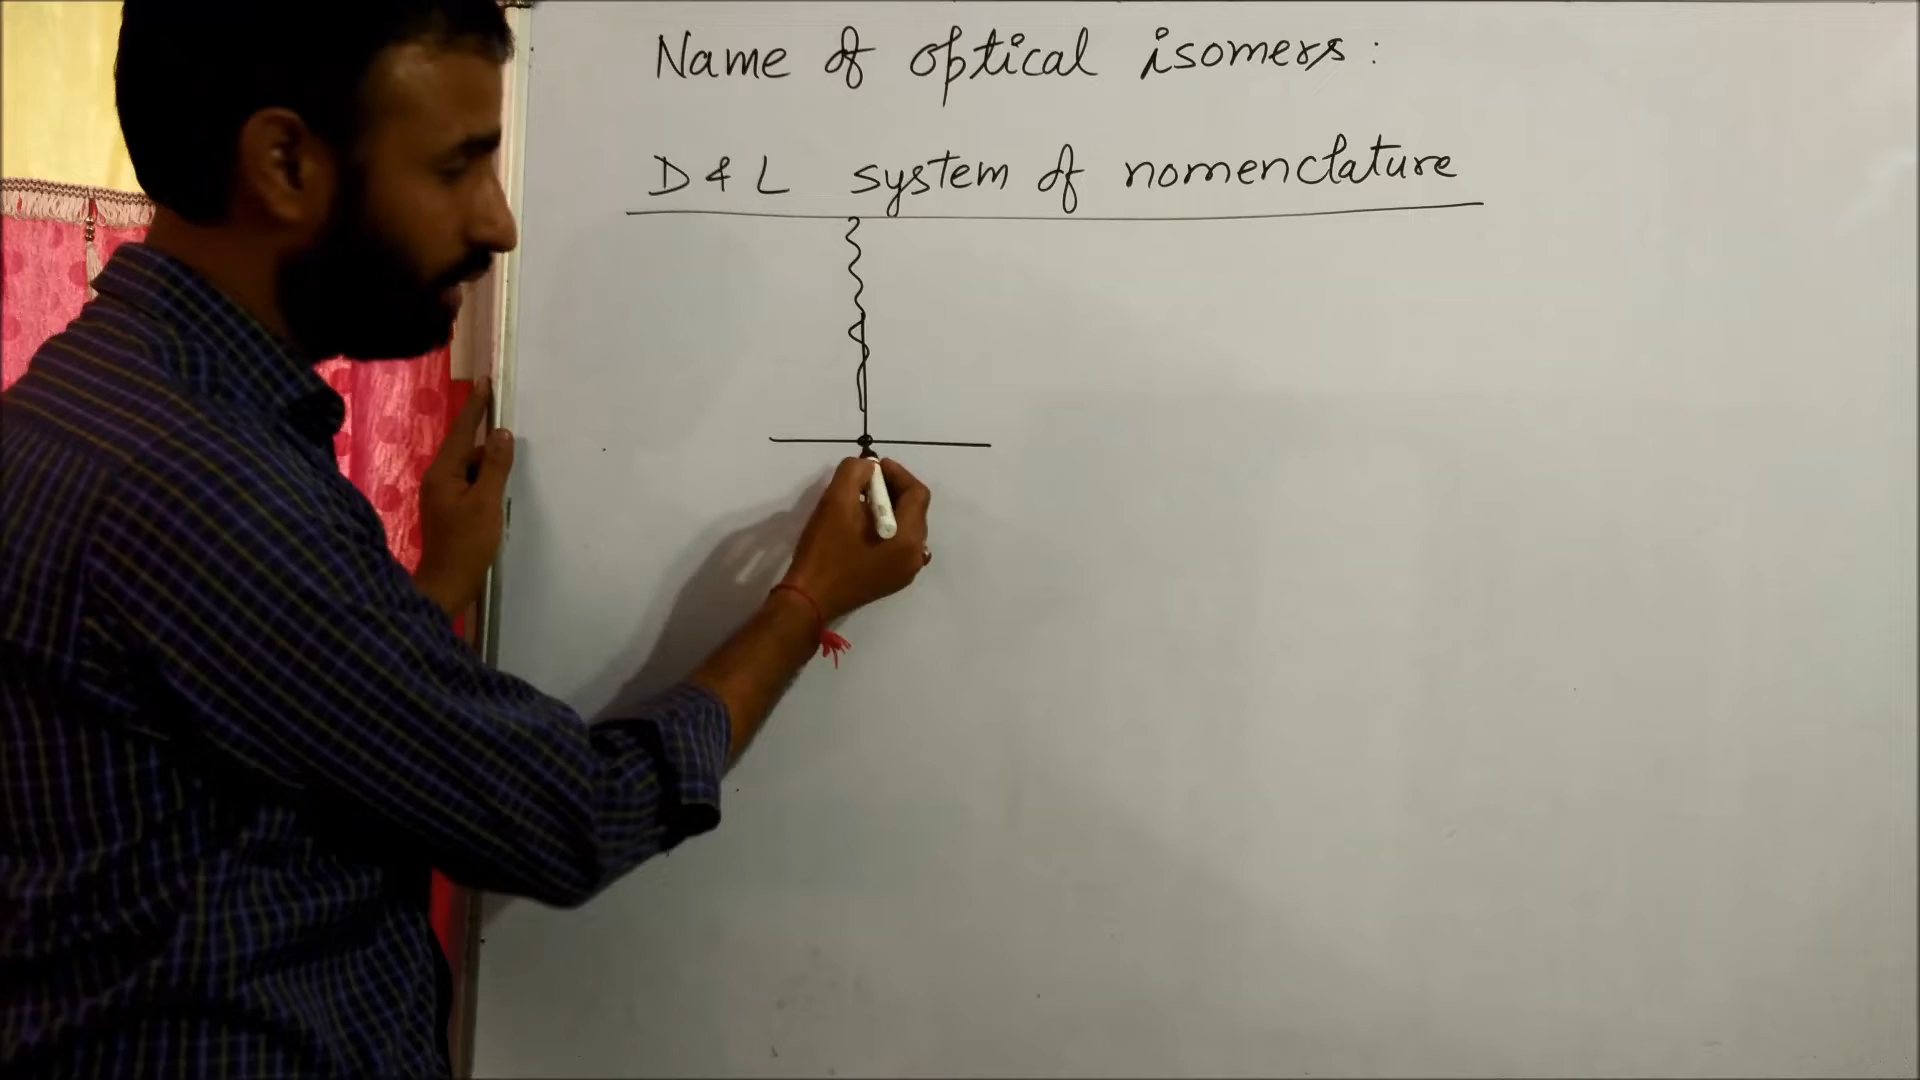 Name of optical isomers :
D & L system of nomenclature